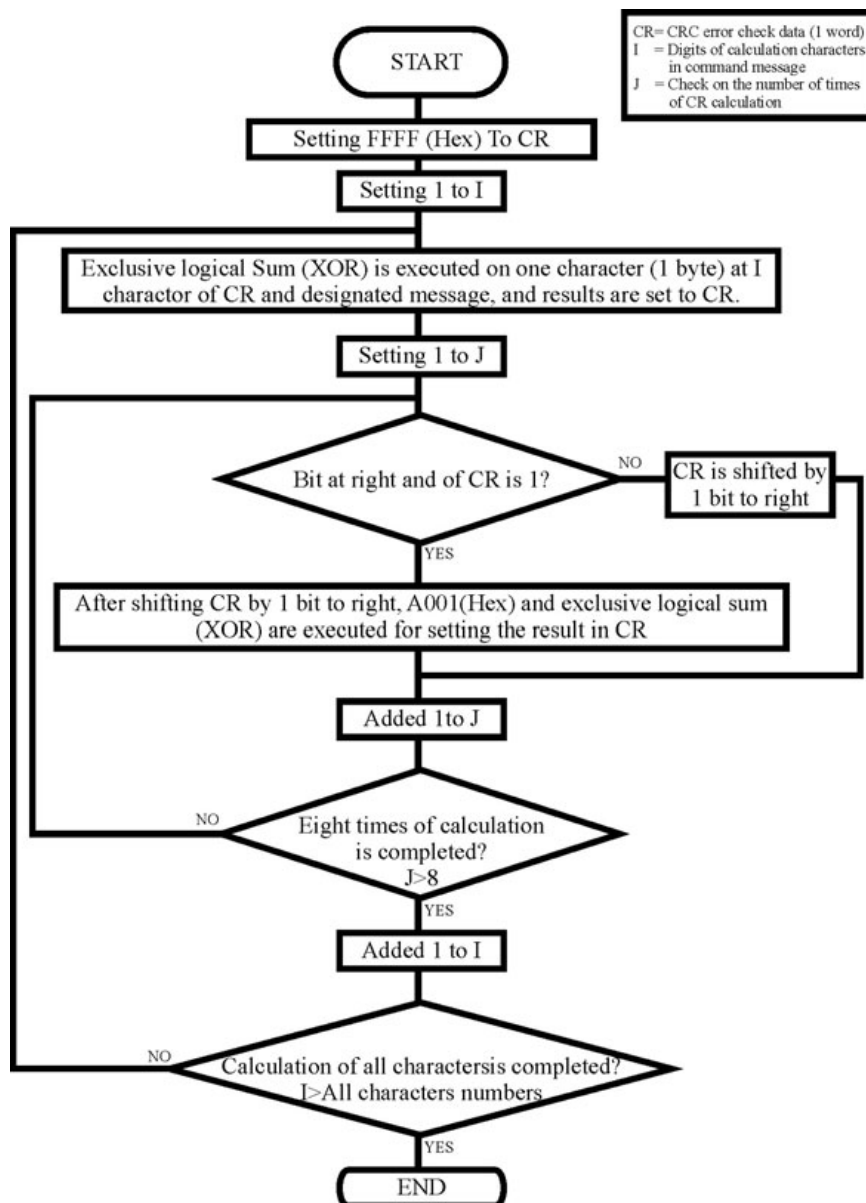 CR= CRC error check data (1 word)
I = Digits of calculation characters
in command message
J = Check on the number of times
of CR calculation
START
Setting FFFF (Hex) To CR
Setting 1 to I
Exclusive logical Sum (XOR) is executed on one character (1 byte) at I
charactor of CR and designated message, and results are set to CR.
Setting 1 to J
Bit at right and of CR is 1?
NO
CR is shifted by
1 bit to right
YES
After shifting CR by 1 bit to right, A001(Hex) and exclusive logical sum
(XOR) are executed for setting the result in CR
Added 1to J
NO
Eight times of calculation
is completed?
J>8
YES
Added 1 to I
NO
Calculation of all charactersis completed?
I>All characters numbers
YES
END